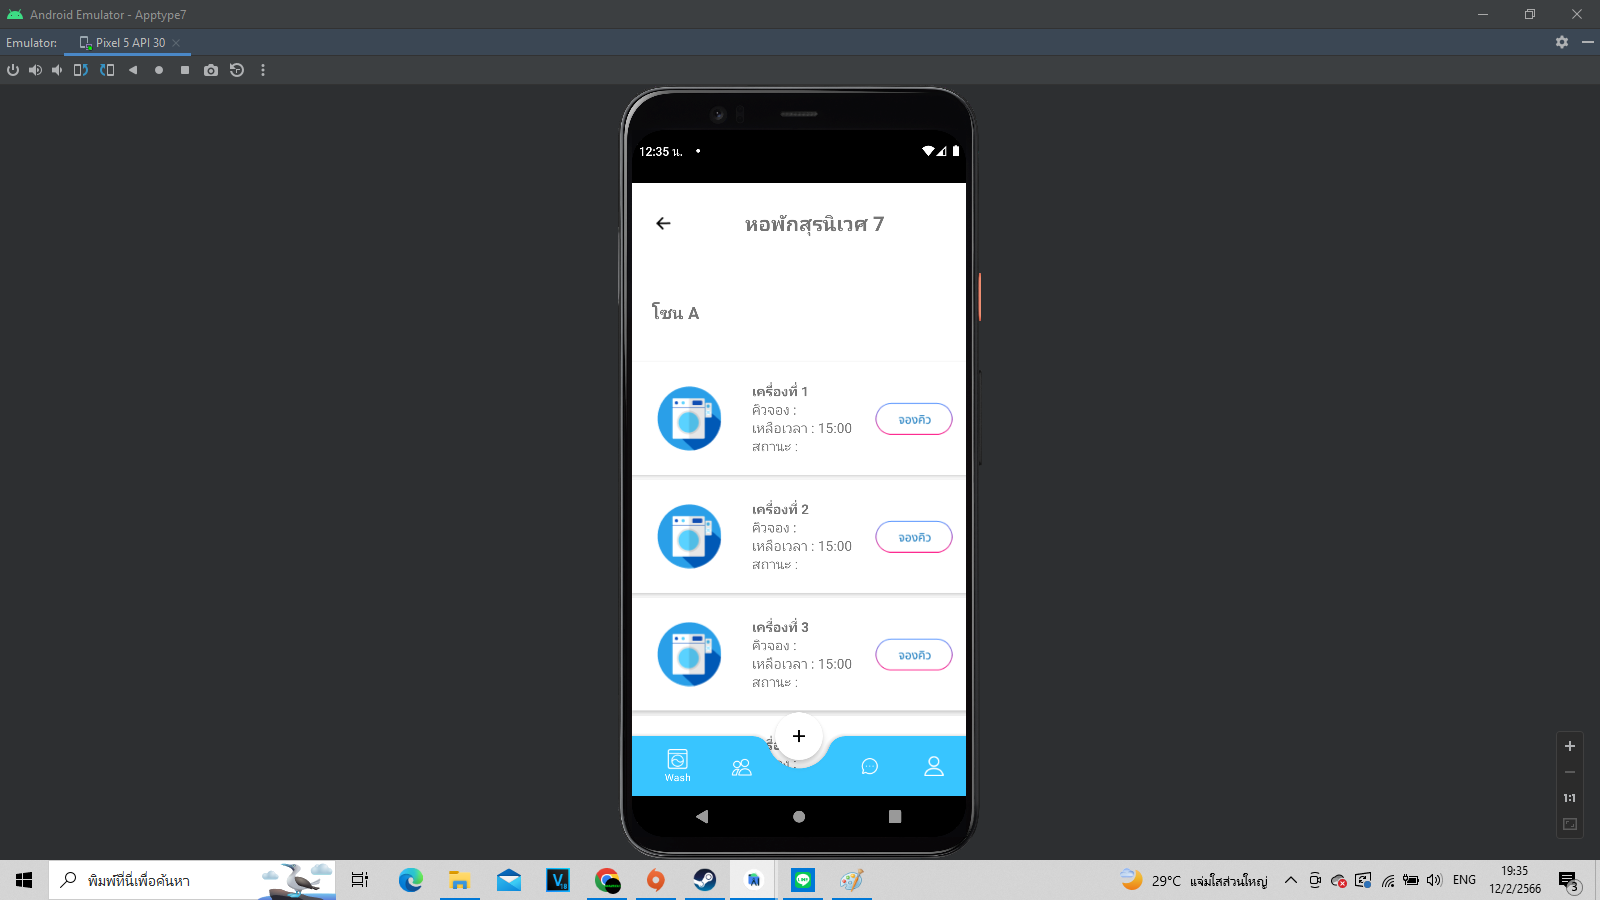 Android Emulator - Apptype7
Emulator:
Pixel 5 API 30
12:35 น.
หอพักสุรนิเวศ 7
โซน A
เครื่องที่ 1
คิวจอง :
เหลือเวลา : 15:00
สถานะ :
จองคิว
เครื่องที่ 2
คิวจอง :
เหลือเวลา : 15:00
สถานะ :
จองคิว
เครื่องที่ 3
คิวจอง :
เหลือเวลา : 15:00
สถานะ :
จองคิว
+
Wash
1:1
พิมพ์ที่นี่เพื่อค้นหา
29°C แจ่มใสส่วนใหญ่
ENG
19:35
12/2/2566
3